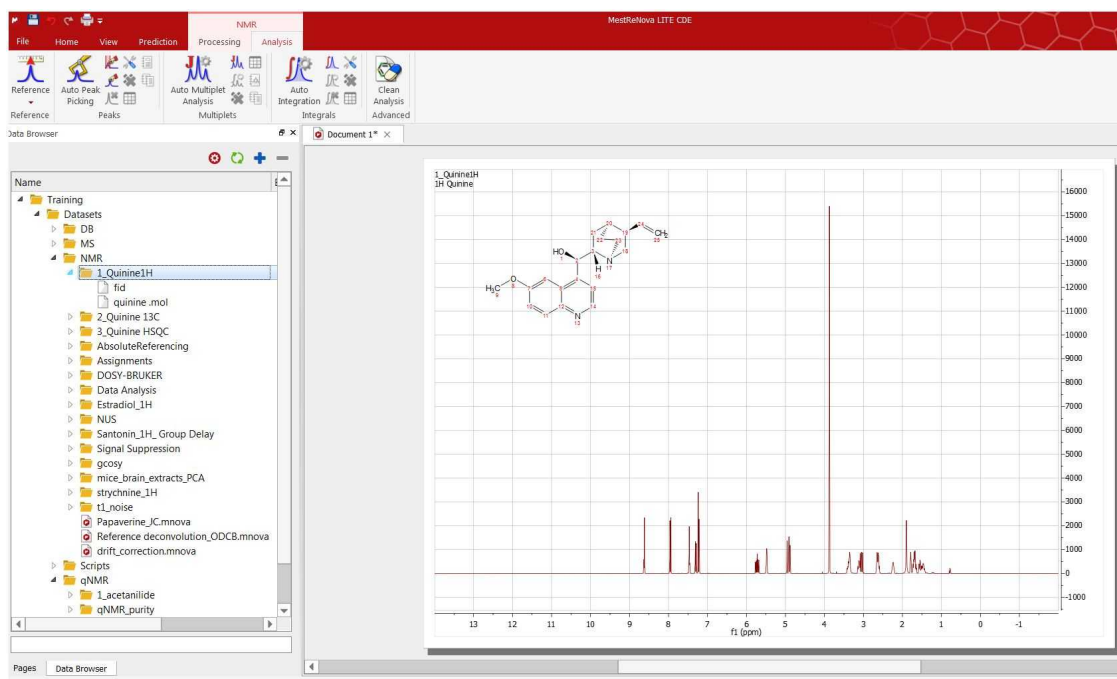 MestReNova LITE CDE
NMR
File Home View Prediction Processing Analysis
Reference
Auto Peak Picking
Auto Multiplet Analysis
Auto Integration
Clean Analysis
Reference Peaks Multiplets Integrals Advanced
Data Browser
Document 1*
Name
Training
Datasets
DB
MS
NMR
1_Quinine1H
fid
quinine .mol
2_Quinine 13C
3_Quinine HSQC
AbsoluteReferencing
Assignments
DOSY-BRUKER
Data Analysis
Estradiol_1H
NUS
Santonin_1H_ Group Delay
Signal Suppression
gcosy
mice_brain_extracts_PCA
strychnine_1H
t1_noise
Papaverine_JC.mnova
Reference deconvolution_ODCB.mnova
drift_correction.mnova
Scripts
qNMR
1_acetanilide
qNMR_purity
Pages Data Browser
1_Quinine1H
1H Quinine
HO
CH₂
N
H
O
H₃C
N
16000
15000
14000
13000
12000
11000
10000
9000
8000
7000
6000
5000
4000
3000
2000
1000
0
-1000
13 12 11 10 9 8 7 6 5 4 3 2 1 0 -1
f1 (ppm)